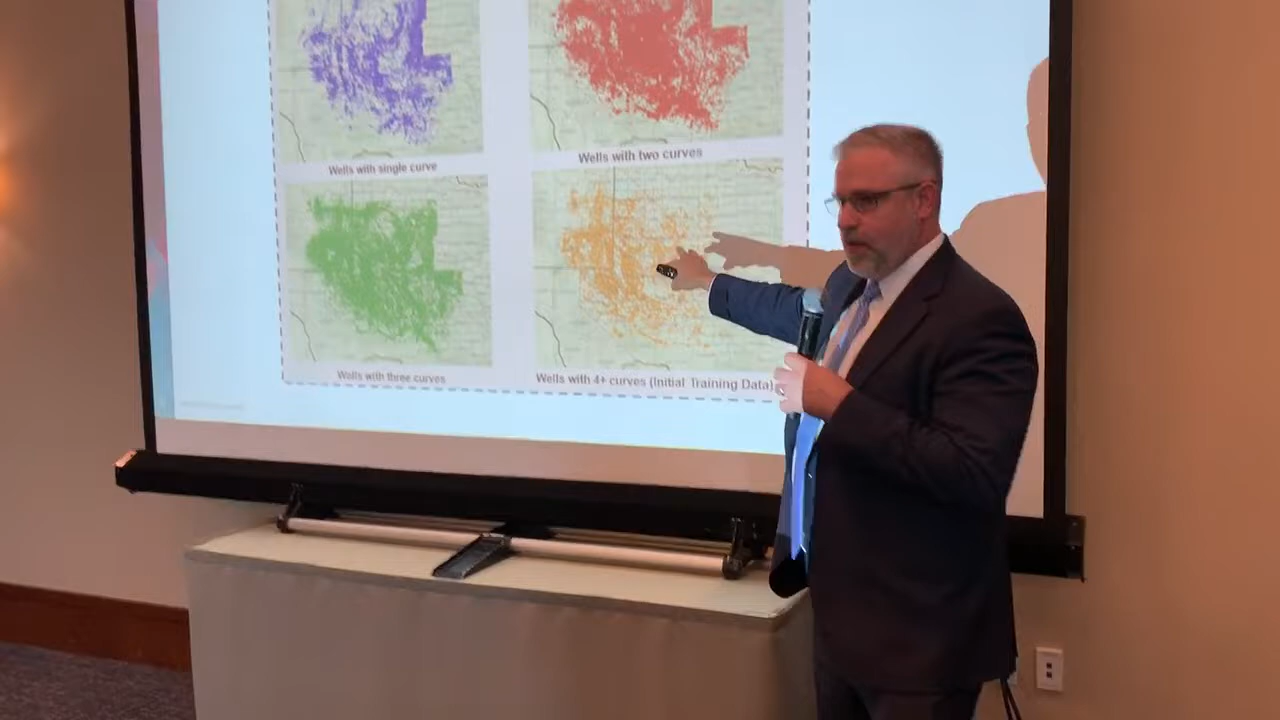 Wells with single curve
Wells with two curves
Wells with three curves
Wells with 4+ curves (Initial Training Data)